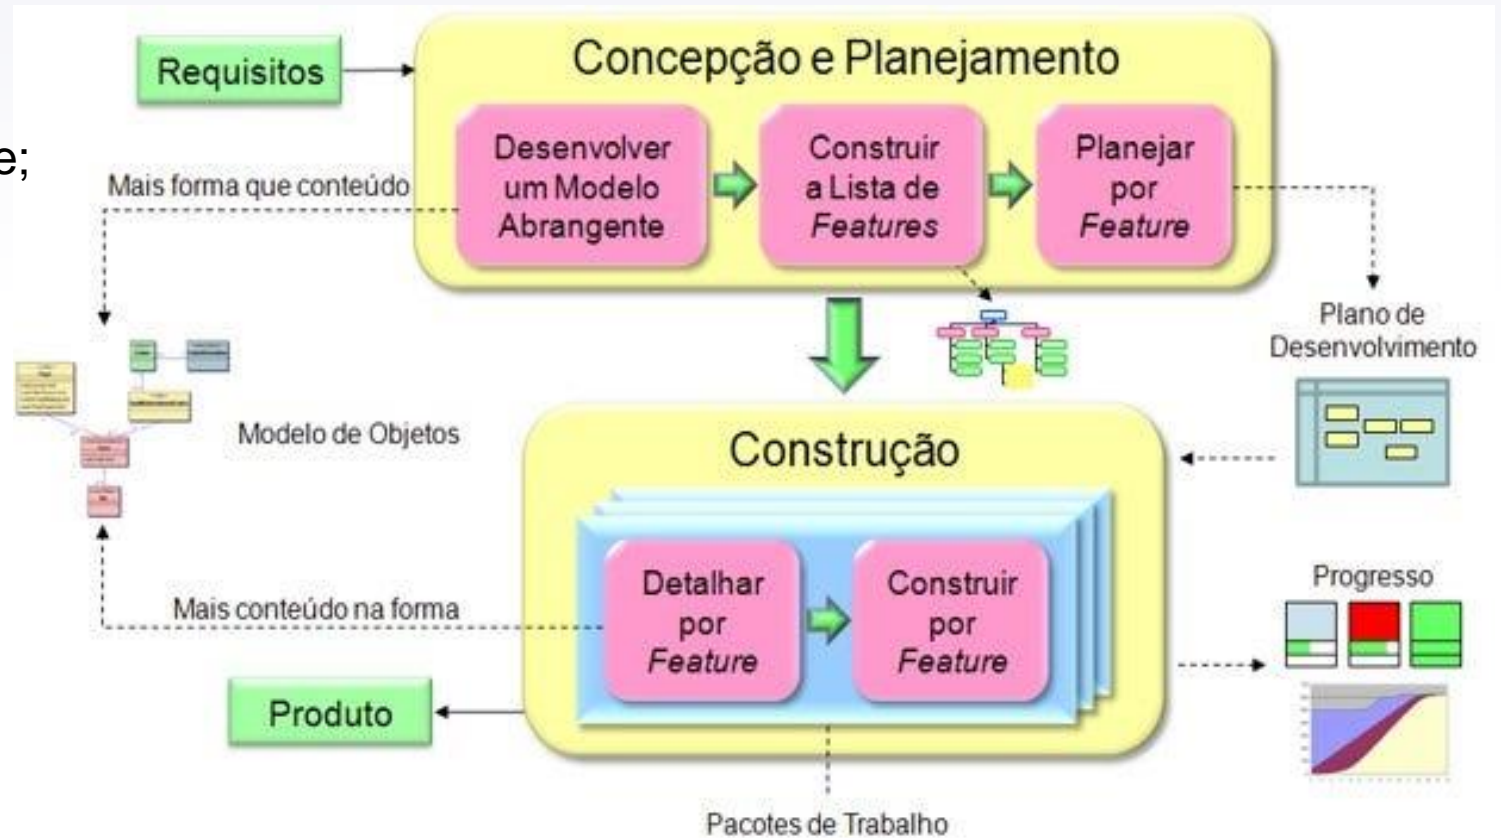 Concepção e Planejamento
Requisitos
e;
Desenvolver
um Modelo
Abrangente
Construir
a Lista de
Features
Planejar
por
Feature
Mais forma que conteúdo
Plano de
Desenvolvimento
Modelo de Objetos
Construção
Detalhar
por
Feature
Construir
por
Feature
Progresso
Mais conteúdo na forma
Produto
Pacotes de Trabalho